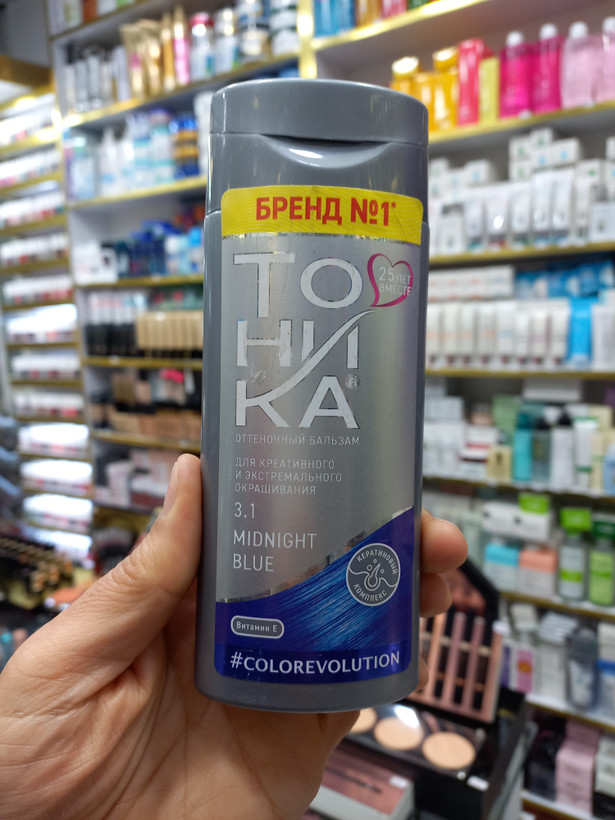 БРЕНД №1*
ТО
НИ
КА®
25 ЛЕТ
ВМЕСТЕ
ОТТЕНОЧНЫЙ БАЛЬЗАМ
ДЛЯ КРЕАТИВНОГО
И ЭКСТРЕМАЛЬНОГО
ОКРАШИВАНИЯ
3.1
MIDNIGHT
BLUE
КЕРАТИНОВЫЙ
КОМПЛЕКС
Витамин Е
#COLOREVOLUTION